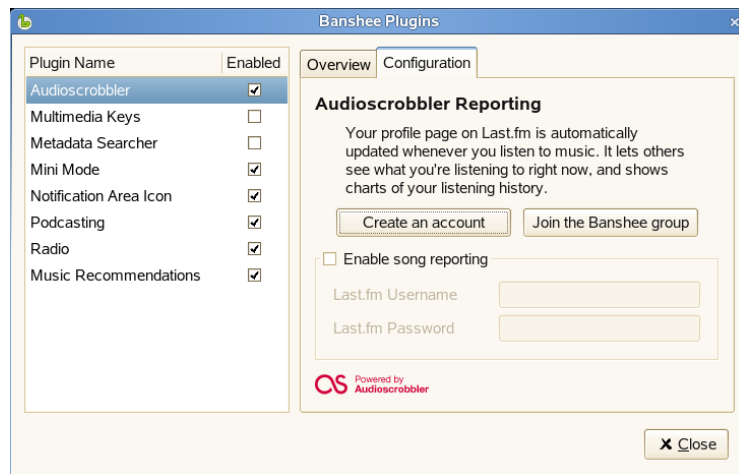 Banshee Plugins
Plugin Name Enabled
Audioscrobbler
Multimedia Keys
Metadata Searcher
Mini Mode
Notification Area Icon
Podcasting
Radio
Music Recommendations
Overview Configuration
Audioscrobbler Reporting
Your profile page on Last.fm is automatically
updated whenever you listen to music. It lets others
see what you're listening to right now, and shows
charts of your listening history.
Create an account Join the Banshee group
Enable song reporting
Last.fm Username
Last.fm Password
Powered by
Audioscrobbler
Close